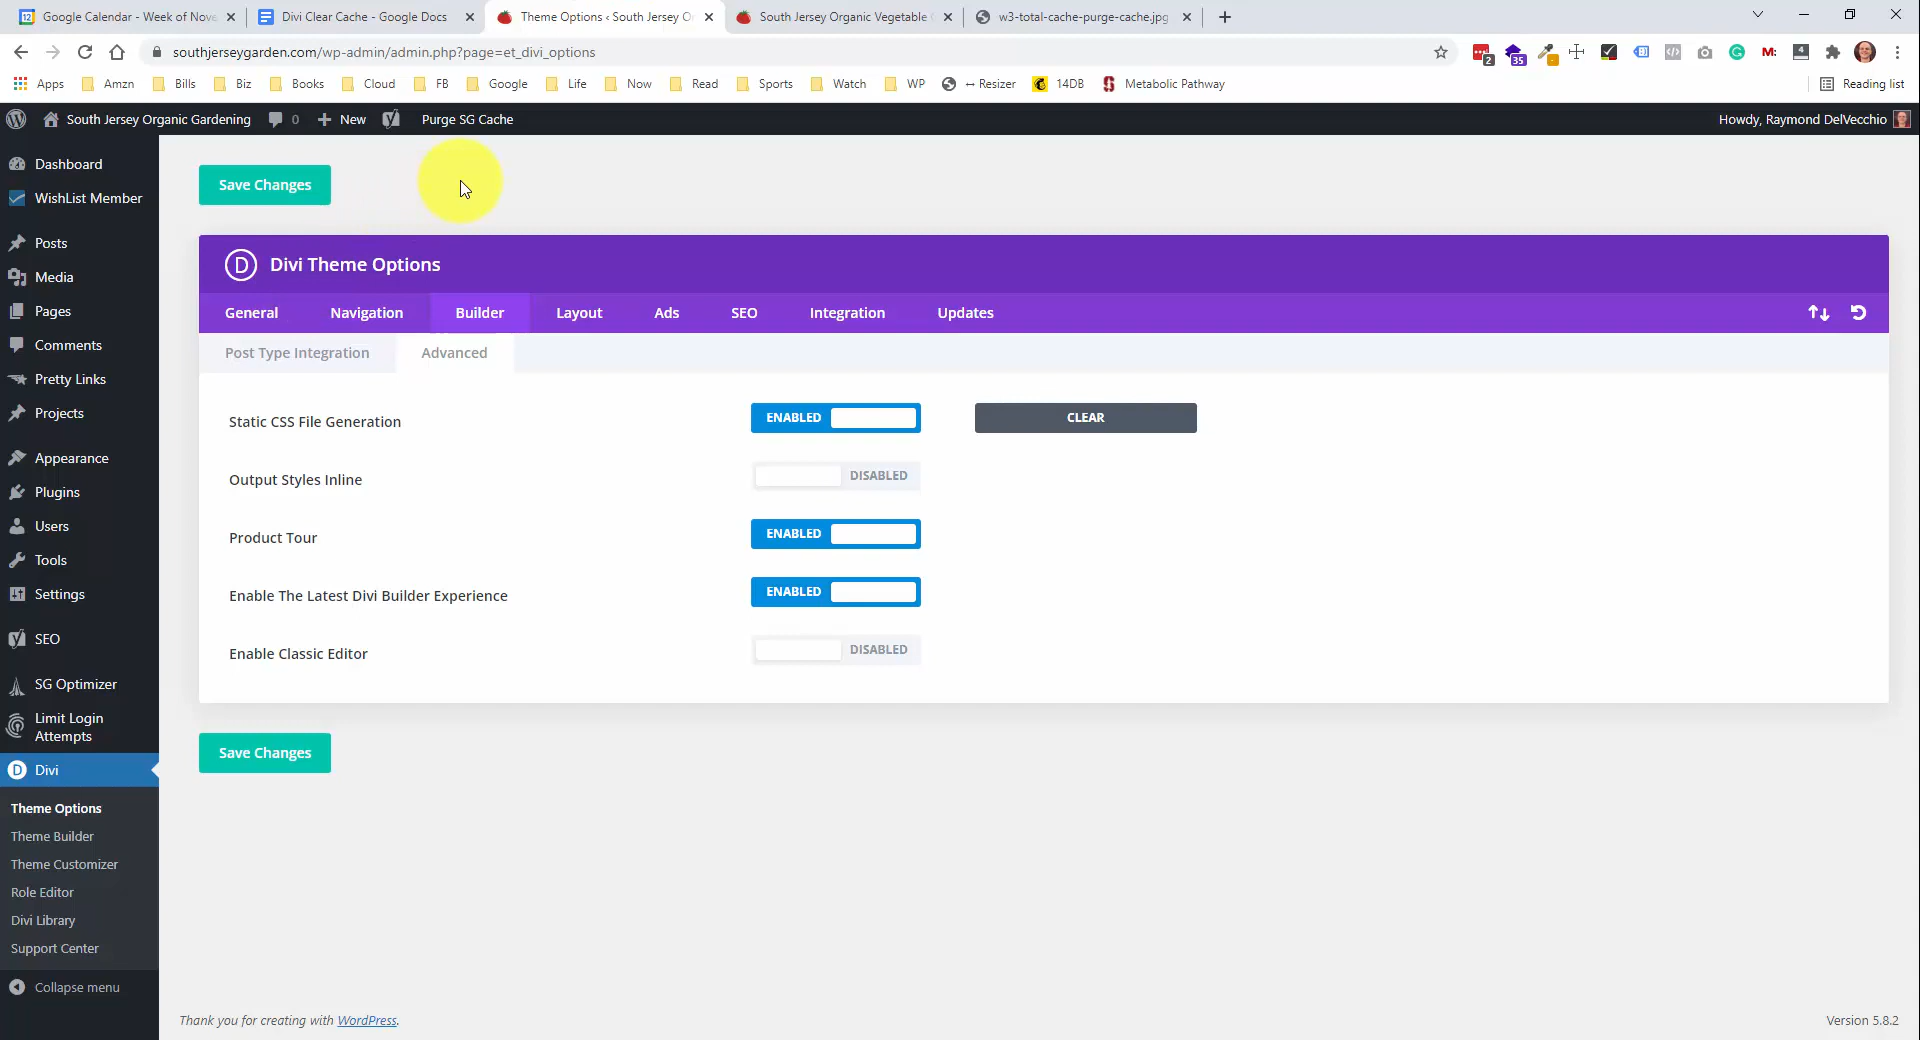 Google Calendar - Week of Nove
Divi Clear Cache - Google Docs
Theme Options ‹ South Jersey O
South Jersey Organic Vegetable
w3-total-cache-purge-cache.jpg
southjerseygarden.com/wp-admin/admin.php?page=et_divi_options
Apps
Amzn
Bills
Biz
Books
Cloud
FB
Google
Life
Now
Read
Sports
Watch
WP
↔ Resizer
14DB
Metabolic Pathway
Reading list
South Jersey Organic Gardening
0
New
Purge SG Cache
Howdy, Raymond DelVecchio
Dashboard
WishList Member
Posts
Media
Pages
Comments
Pretty Links
Projects
Appearance
Plugins
Users
Tools
Settings
SEO
SG Optimizer
Limit Login
Attempts
Divi
Theme Options
Theme Builder
Theme Customizer
Role Editor
Divi Library
Support Center
Collapse menu
Save Changes
Divi Theme Options
General
Navigation
Builder
Layout
Ads
SEO
Integration
Updates
Post Type Integration
Advanced
Static CSS File Generation
ENABLED
CLEAR
Output Styles Inline
DISABLED
Product Tour
ENABLED
Enable The Latest Divi Builder Experience
ENABLED
Enable Classic Editor
DISABLED
Save Changes
Thank you for creating with WordPress.
Version 5.8.2